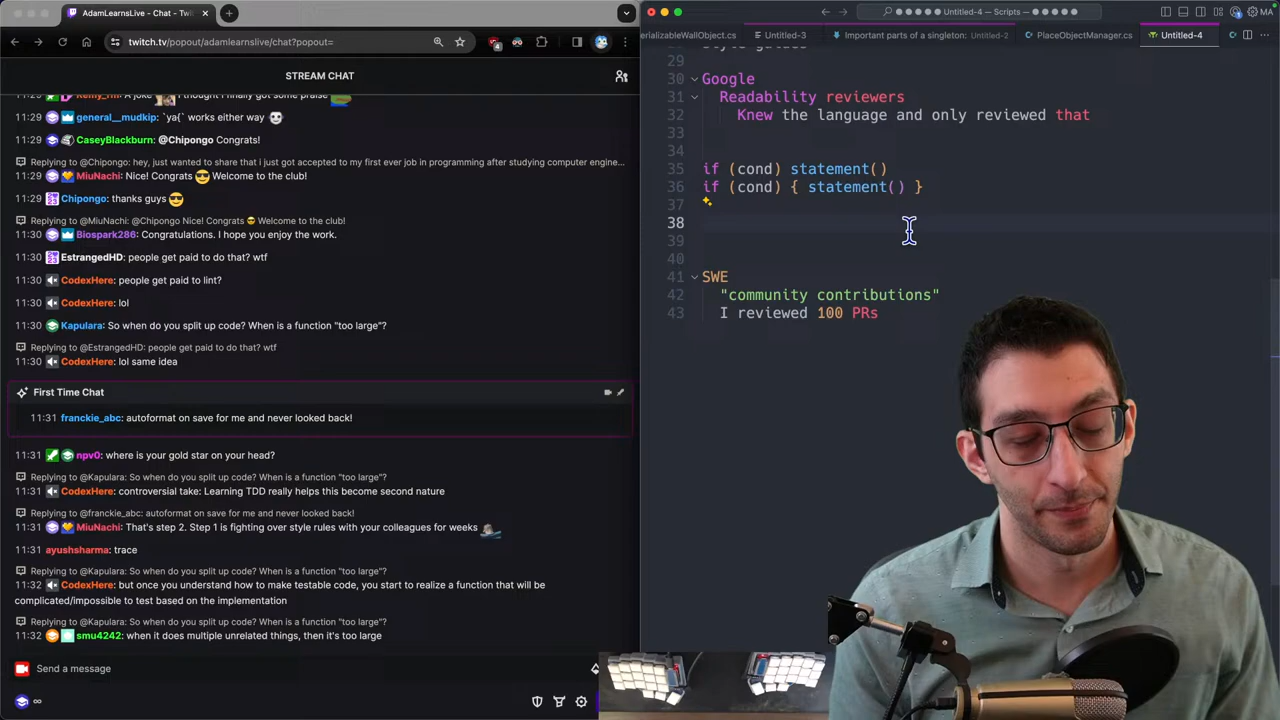 AdamLearnsLive - Chat - Twi
twitch.tv/popout/adamlearnslive/chat?popout=
4
STREAM CHAT
11:29 Remy_rm: A joke I thought I finally got some praise
11:29 general__mudkip: `ya{` works either way
11:29 CaseyBlackburn: @Chipongo Congrats!
Replying to @Chipongo: hey, just wanted to share that i just got accepted to my first ever job in programming after studying computer engine...
11:29 MiuNachi: Nice! Congrats Welcome to the club!
11:29 Chipongo: thanks guys
Replying to @MiuNachi: @Chipongo Nice! Congrats Welcome to the club!
11:30 Biospark286: Congratulations. I hope you enjoy the work.
11:30 EstrangedHD: people get paid to do that? wtf
11:30 CodexHere: people get paid to lint?
11:30 CodexHere: lol
11:30 Kapulara: So when do you split up code? When is a function "too large"?
Replying to @EstrangedHD: people get paid to do that? wtf
11:30 CodexHere: lol same idea
First Time Chat
11:31 franckie_abc: autoformat on save for me and never looked back!
11:31 npv0: where is your gold star on your head?
Replying to @Kapulara: So when do you split up code? When is a function "too large"?
11:31 CodexHere: controversial take: Learning TDD really helps this become second nature
Replying to @franckie_abc: autoformat on save for me and never looked back!
11:31 MiuNachi: That's step 2. Step 1 is fighting over style rules with your colleagues for weeks
11:31 ayushsharma: trace
Replying to @Kapulara: So when do you split up code? When is a function "too large"?
11:32 CodexHere: but once you understand how to make testable code, you start to realize a function that will be
complicated/impossible to test based on the implementation
Replying to @Kapulara: So when do you split up code? When is a function "too large"?
11:32 smu4242: when it does multiple unrelated things, then it's too large
Send a message
∞
Untitled-4 — Scripts —
MA
erializableWallObject.cs
Untitled-3
Important parts of a singleton: Untitled-2
PlaceObjectManager.cs
Untitled-4
Style guides
29
30 Google
31 Readability reviewers
32 Knew the language and only reviewed that
33
34
35 if (cond) statement()
36 if (cond) { statement() }
37
38
39
40
41 SWE
42 "community contributions"
43 I reviewed 100 PRs